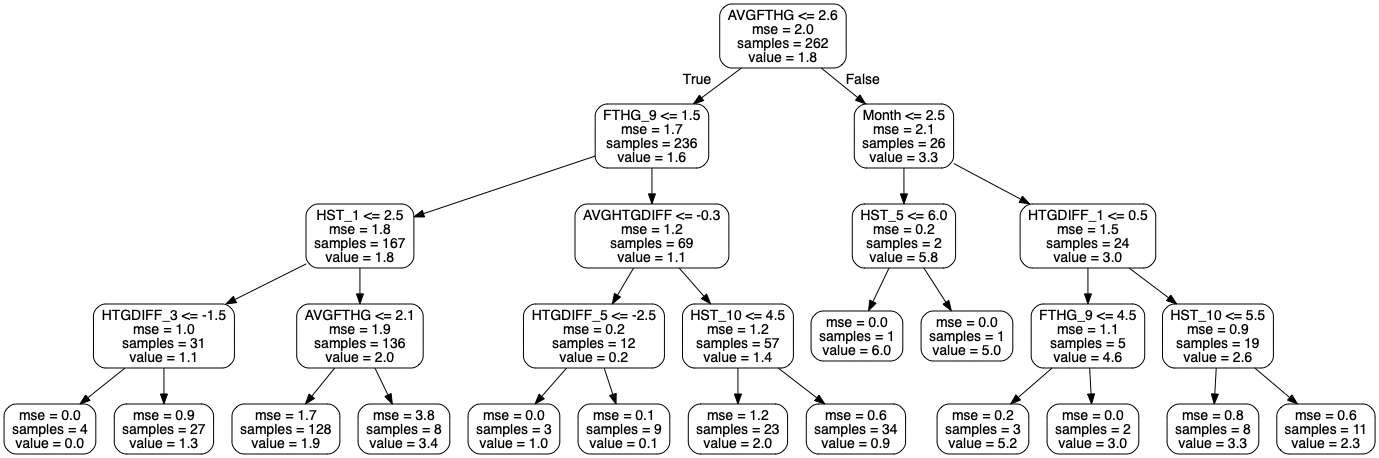 AVGFTHG <= 2.6
mse = 2.0
samples = 262
value = 1.8
True
False
FTHG_9 <= 1.5
mse = 1.7
samples = 236
value = 1.6
Month <= 2.5
mse = 2.1
samples = 26
value = 3.3
HST_1 <= 2.5
mse = 1.8
samples = 167
value = 1.8
AVGHTGDIFF <= -0.3
mse = 1.2
samples = 69
value = 1.1
HST_5 <= 6.0
mse = 0.2
samples = 2
value = 5.8
HTGDIFF_1 <= 0.5
mse = 1.5
samples = 24
value = 3.0
HTGDIFF_3 <= -1.5
mse = 1.0
samples = 31
value = 1.1
AVGFTHG <= 2.1
mse = 1.9
samples = 136
value = 2.0
HTGDIFF_5 <= -2.5
mse = 0.2
samples = 12
value = 0.2
HST_10 <= 4.5
mse = 1.2
samples = 57
value = 1.4
mse = 0.0
samples = 1
value = 6.0
mse = 0.0
samples = 1
value = 5.0
FTHG_9 <= 4.5
mse = 1.1
samples = 5
value = 4.6
HST_10 <= 5.5
mse = 0.9
samples = 19
value = 2.6
mse = 0.0
samples = 4
value = 0.0
mse = 0.9
samples = 27
value = 1.3
mse = 1.7
samples = 128
value = 1.9
mse = 3.8
samples = 8
value = 3.4
mse = 0.0
samples = 3
value = 1.0
mse = 0.1
samples = 9
value = 0.1
mse = 1.2
samples = 23
value = 2.0
mse = 0.6
samples = 34
value = 0.9
mse = 0.2
samples = 3
value = 5.2
mse = 0.0
samples = 2
value = 3.0
mse = 0.8
samples = 8
value = 3.3
mse = 0.6
samples = 11
value = 2.3